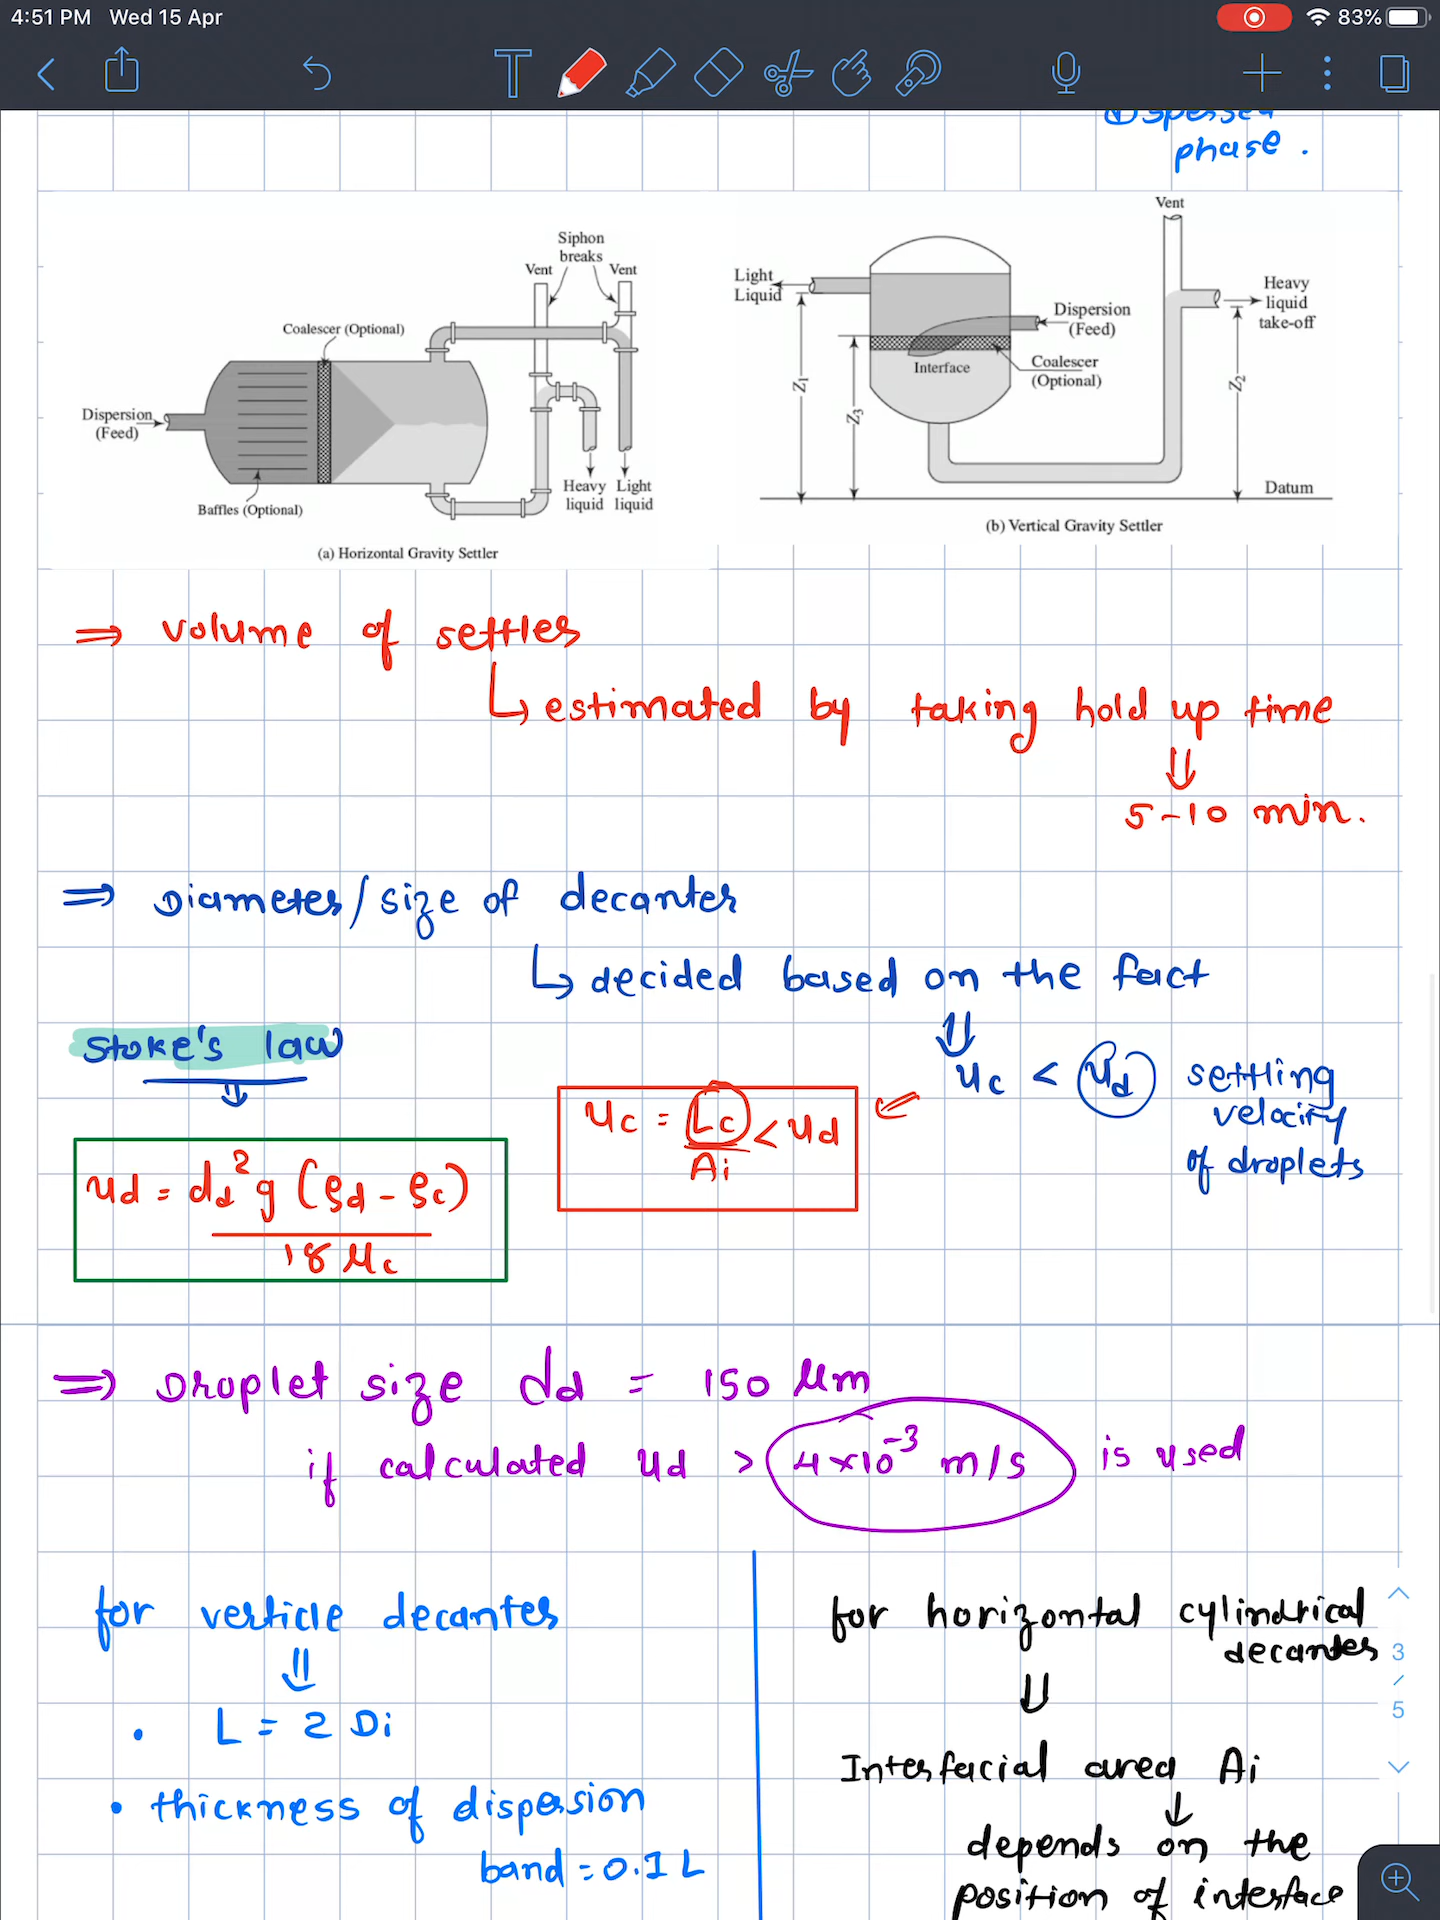 4:51 PM Wed 15 Apr
83%
Dispersed
phase .
Siphon
breaks
Vent
Vent
Coalescer (Optional)
Dispersion
(Feed)
Baffles (Optional)
Heavy
liquid
Light
liquid
(a) Horizontal Gravity Settler
Vent
Light
Liquid
Heavy
liquid
take-off
Dispersion
(Feed)
Interface
Coalescer
(Optional)
Z1
Z3
Z2
Datum
(b) Vertical Gravity Settler
⇒ volume of settler
↳ estimated by taking hold up time
⇓
5-10 min.
⇒ Diameter/size of decanter
↳ decided based on the fact
⇓
uc < ud settling
velocity
of droplets
Stoke's law
⇓
uc = Lc/Ai < ud
ud = dd² g (ρd - ρc)
18 μc
⇒ Droplet size dd = 150 μm
if calculated ud > 4×10⁻³ m/s is used
for verticle decanter
⇓
• L = 2 Di
• thickness of dispersion
band = 0.1 L
for horizontal cylindrical
decanter
⇓
Interfacial area Ai
↓
depends on the
position of interface
3
/
5